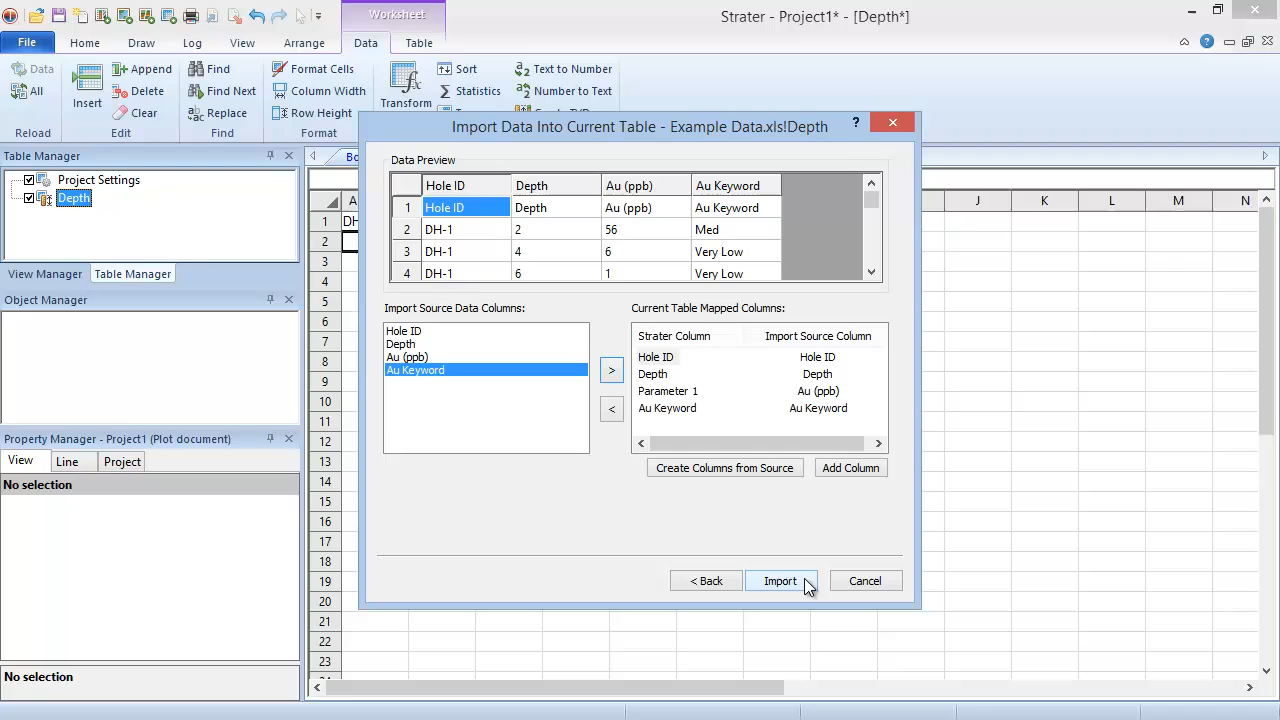 Worksheet
Strater - Project1* - [Depth*]
File Home Draw Log View Arrange Data Table
Data
All
Reload
Insert
Append
Delete
Clear
Edit
Find
Find Next
Replace
Find
Format Cells
Column Width
Row Height
Format
Transform
Sort
Statistics
Text to Number
Number to Text
Table Manager
Project Settings
Depth
View Manager Table Manager
Object Manager
Property Manager - Project1 (Plot document)
View Line Project
No selection
No selection
Import Data Into Current Table - Example Data.xls!Depth
Data Preview
Hole ID Depth Au (ppb) Au Keyword
1 Hole ID Depth Au (ppb) Au Keyword
2 DH-1 2 56 Med
3 DH-1 4 6 Very Low
4 DH-1 6 1 Very Low
Import Source Data Columns:
Hole ID
Depth
Au (ppb)
Au Keyword
>
<
Current Table Mapped Columns:
Strater Column Import Source Column
Hole ID Hole ID
Depth Depth
Parameter 1 Au (ppb)
Au Keyword Au Keyword
Create Columns from Source Add Column
< Back Import Cancel
J K L M N
1
2
3
4
5
6
7
8
9
10
11
12
13
14
15
16
17
18
19
20
21
22
23